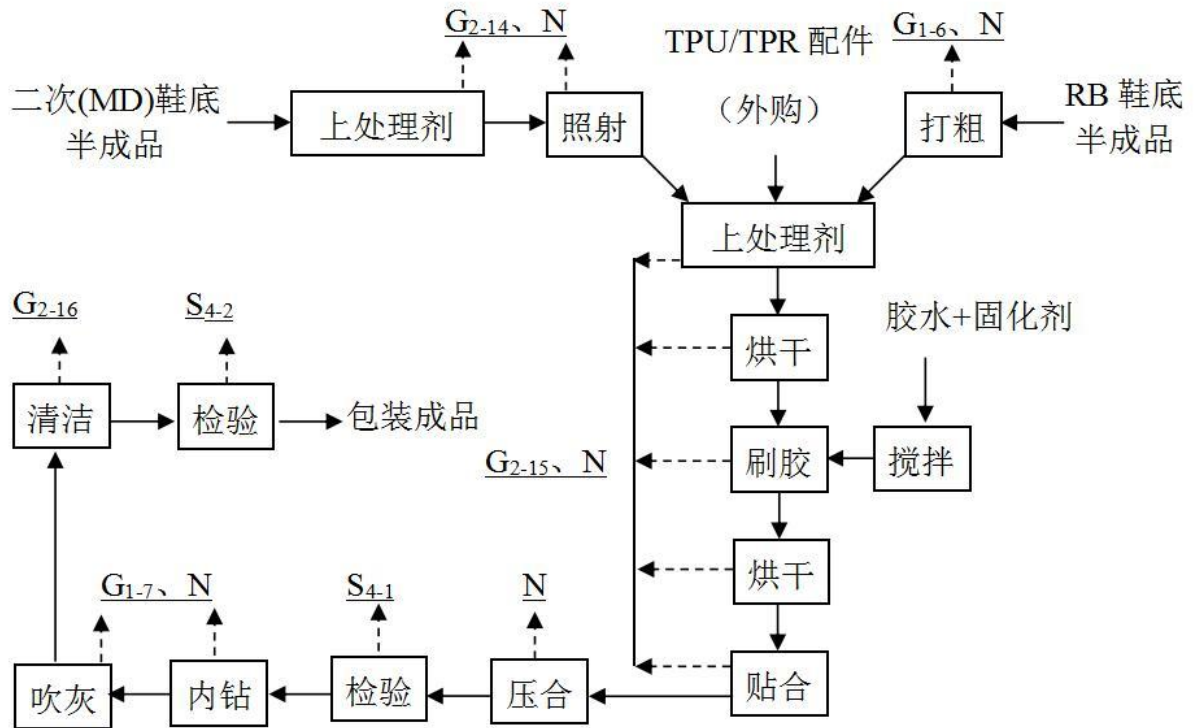 G2-14、N
TPU/TPR 配件
G1-6、N
二次(MD)鞋底
半成品
上处理剂
照射
（外购）
打粗
RB 鞋底
半成品
上处理剂
G2-16
S4-2
胶水+固化剂
烘干
清洁
检验
包装成品
G2-15、N
刷胶
搅拌
烘干
G1-7、N
S4-1
N
吹灰
内钻
检验
压合
贴合